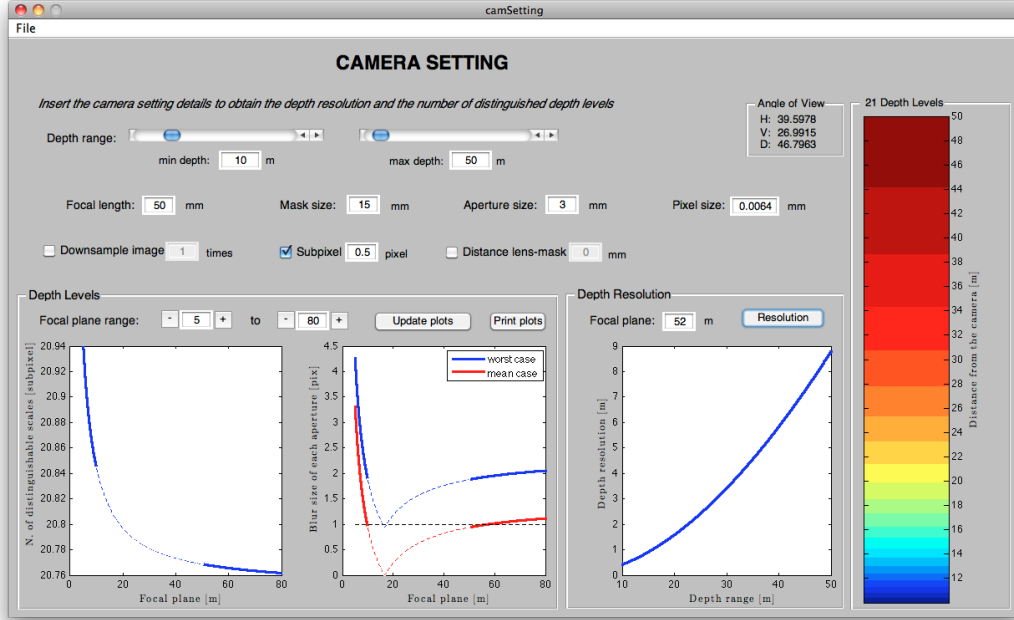 camSetting
File
CAMERA SETTING
Insert the camera setting details to obtain the depth resolution and the number of distinguished depth levels
Depth range:
min depth: 10 m
max depth: 50 m
Angle of View
H: 39.5978
V: 26.9915
D: 46.7963
Focal length: 50 mm
Mask size: 15 mm
Aperture size: 3 mm
Pixel size: 0.0064 mm
Downsample image 1 times
Subpixel 0.5 pixel
Distance lens-mask 0 mm
Depth Levels
Focal plane range: - 5 + to - 80 +
Update plots
Print plots
N. of distinguishable scales [subpixel]
20.94
20.92
20.9
20.88
20.86
20.84
20.82
20.8
20.78
20.76
0 20 40 60 80
Focal plane [m]
Blur size of each aperture [pix]
4.5
4
3.5
3
2.5
2
1.5
1
0.5
0
worst case
mean case
0 20 40 60 80
Focal plane [m]
Depth Resolution
Focal plane: 52 m
Resolution
Depth resolution [m]
9
8
7
6
5
4
3
2
1
0
10 20 30 40 50
Depth range [m]
21 Depth Levels
50
48
46
44
42
40
38
36
34
32
30
28
26
24
22
20
18
16
14
12
Distance from the camera [m]